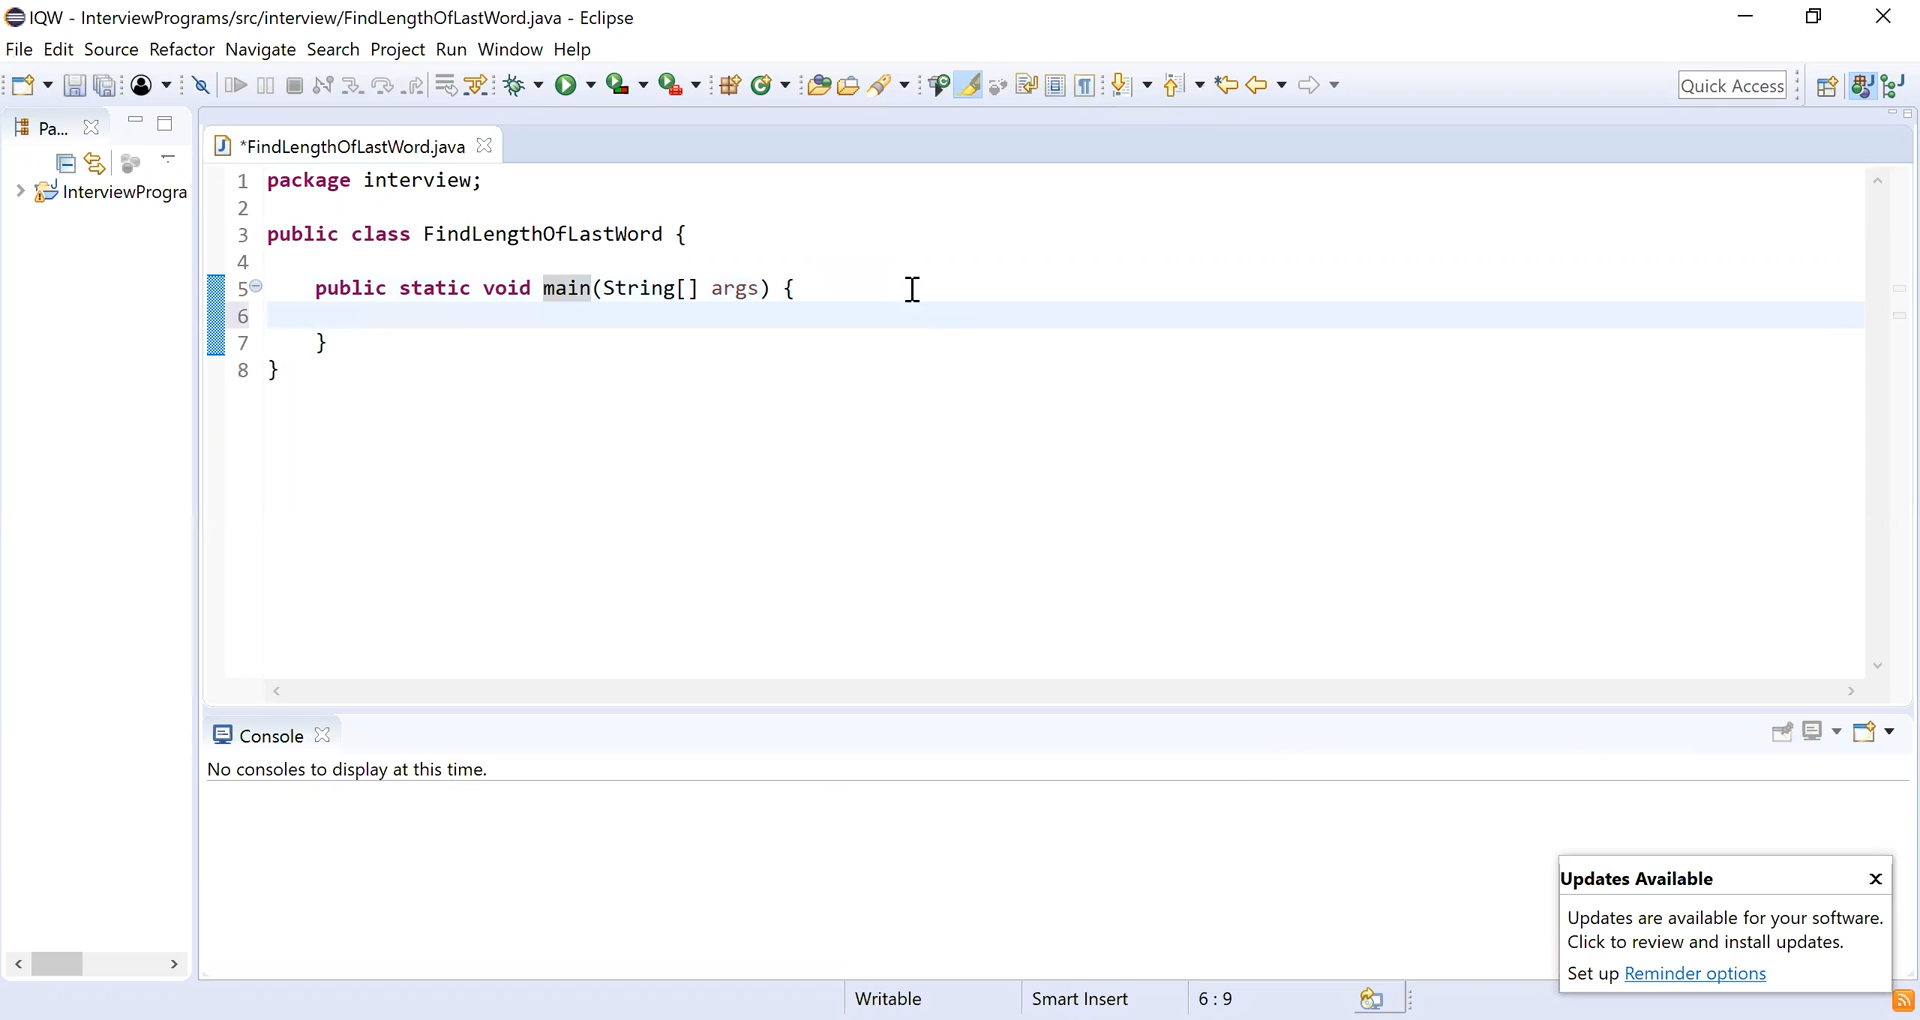 IQW - InterviewPrograms/src/interview/FindLengthOfLastWord.java - Eclipse
File Edit Source Refactor Navigate Search Project Run Window Help
Quick Access
Pa...
*FindLengthOfLastWord.java
InterviewProgra
1 package interview;
2
3 public class FindLengthOfLastWord {
4
5 public static void main(String[] args) {
6
7 }
8 }
Console
No consoles to display at this time.
Updates Available
Updates are available for your software.
Click to review and install updates.
Set up Reminder options
Writable Smart Insert 6 : 9